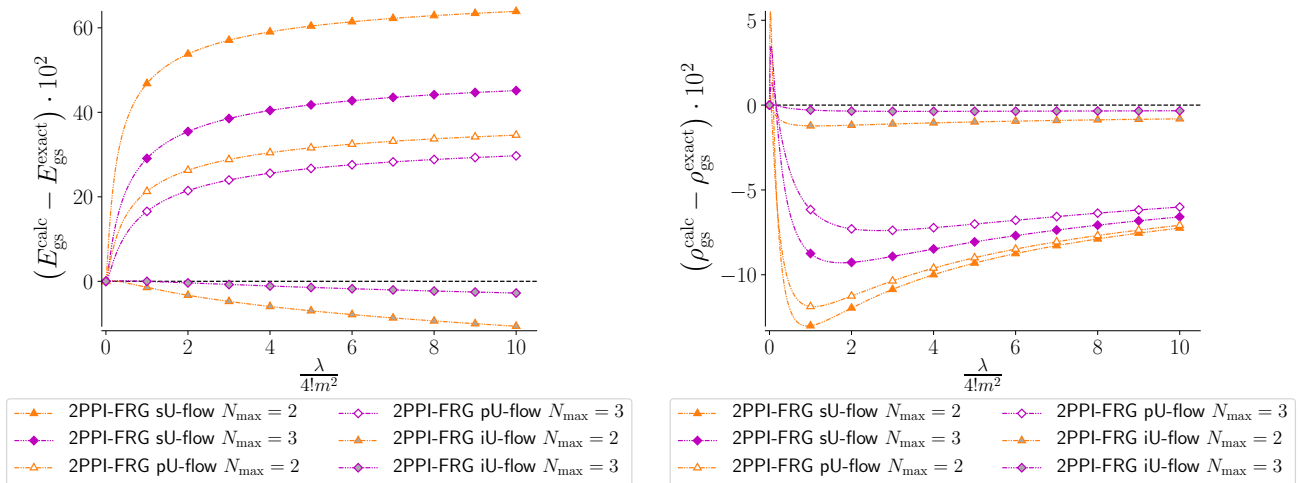 (E_gs^calc − E_gs^exact) · 10^2
60
40
20
0
0 2 4 6 8 10
λ / 4!m^2
2PPI-FRG sU-flow N_max = 2
2PPI-FRG sU-flow N_max = 3
2PPI-FRG pU-flow N_max = 2
2PPI-FRG pU-flow N_max = 3
2PPI-FRG iU-flow N_max = 2
2PPI-FRG iU-flow N_max = 3
(ρ_gs^calc − ρ_gs^exact) · 10^2
5
0
−5
−10
0 2 4 6 8 10
λ / 4!m^2
2PPI-FRG sU-flow N_max = 2
2PPI-FRG sU-flow N_max = 3
2PPI-FRG pU-flow N_max = 2
2PPI-FRG pU-flow N_max = 3
2PPI-FRG iU-flow N_max = 2
2PPI-FRG iU-flow N_max = 3